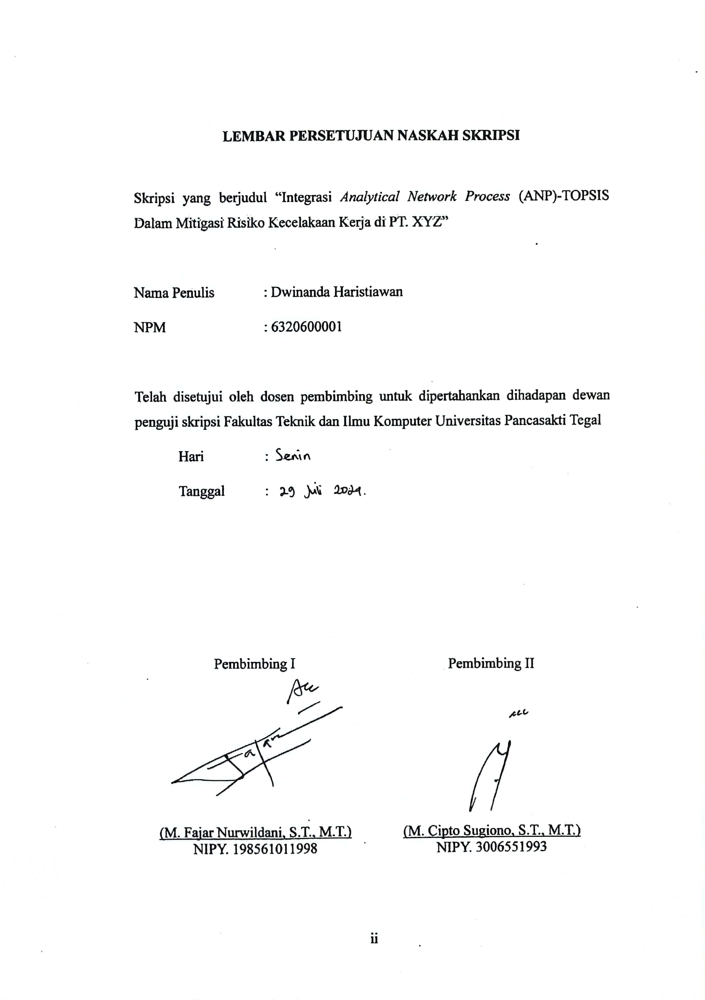 LEMBAR PERSETUJUAN NASKAH SKRIPSI
Skripsi yang berjudul “Integrasi Analytical Network Process (ANP)-TOPSIS
Dalam Mitigasi Risiko Kecelakaan Kerja di PT. XYZ”
Nama Penulis : Dwinanda Haristiawan
NPM : 6320600001
Telah disetujui oleh dosen pembimbing untuk dipertahankan dihadapan dewan
penguji skripsi Fakultas Teknik dan Ilmu Komputer Universitas Pancasakti Tegal
Hari : Senin
Tanggal : 29 Juli 2024.
Pembimbing I Pembimbing II
Acc
acc
(M. Fajar Nurwildani, S.T., M.T.) (M. Cipto Sugiono, S.T., M.T.)
NIPY. 198561011998 NIPY. 3006551993
ii